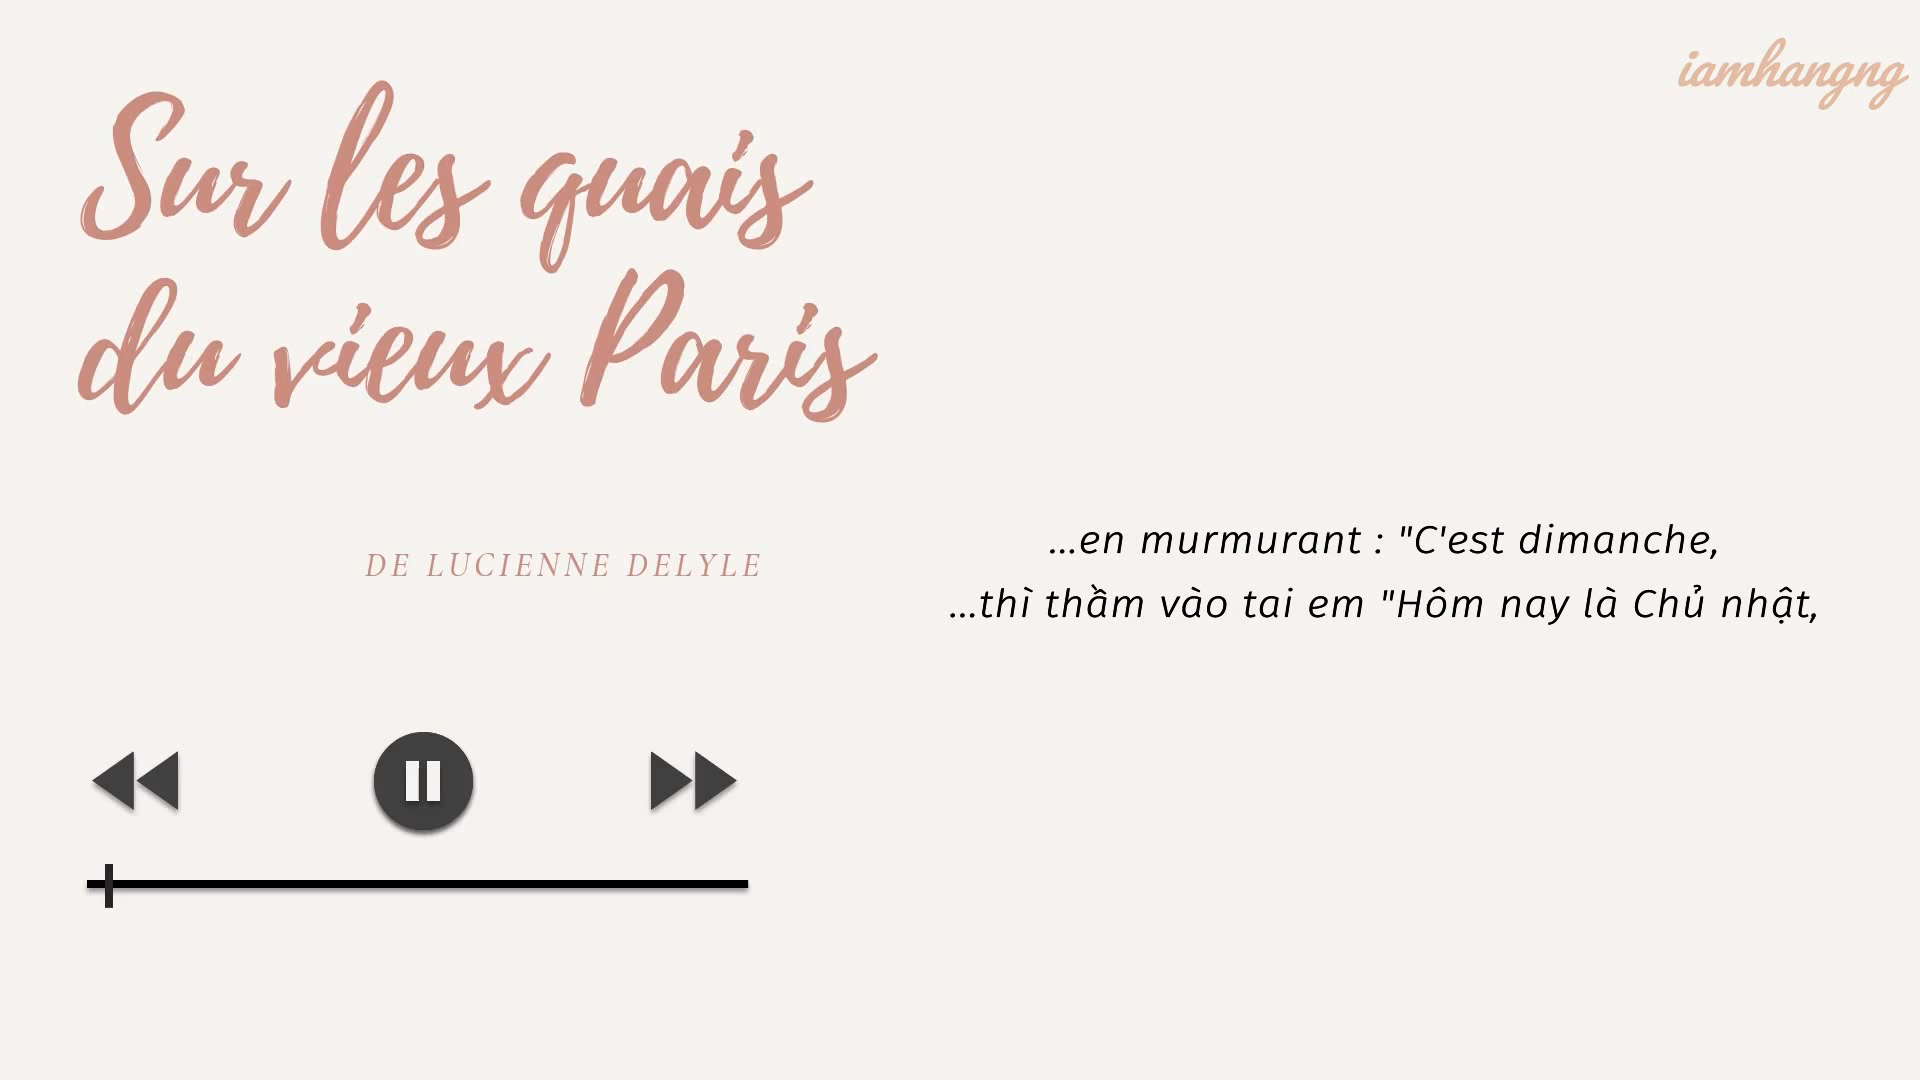 iamhangng
Sur les quais
du vieux Paris
DE LUCIENNE DELYLE
...en murmurant : "C'est dimanche,
...thì thầm vào tai em "Hôm nay là Chủ nhật,